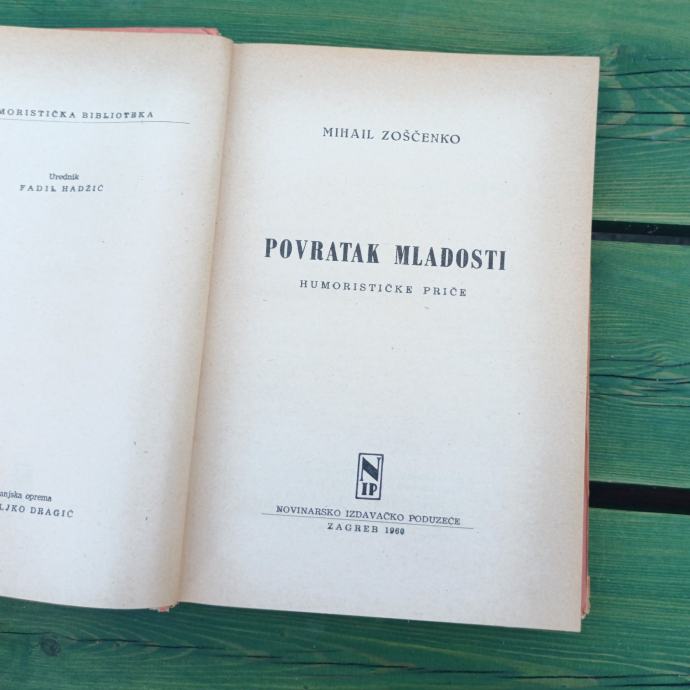 MORISTIČKA BIBLIOTEKA
Urednik
FADIL HADŽIĆ
anjska oprema
LJKO DRAGIĆ
MIHAIL ZOŠČENKO
POVRATAK MLADOSTI
HUMORISTIČKE PRIČE
N
IP
NOVINARSKO IZDAVAČKO PODUZEĆE
ZAGREB 1960